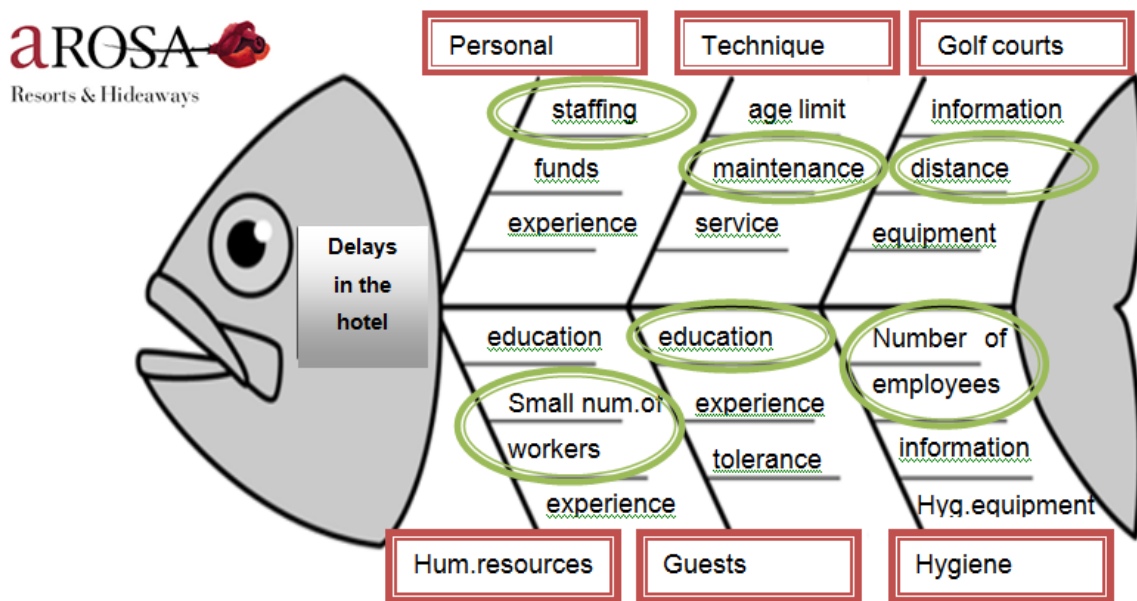 aROSA
Resorts & Hideaways
Personal
Technique
Golf courts
staffing
funds
experience
age limit
maintenance
service
information
distance
equipment
Delays
in the
hotel
education
Small num.of
workers
experience
education
experience
tolerance
Number of
employees
information
Hyg.equipment
Hum.resources
Guests
Hygiene